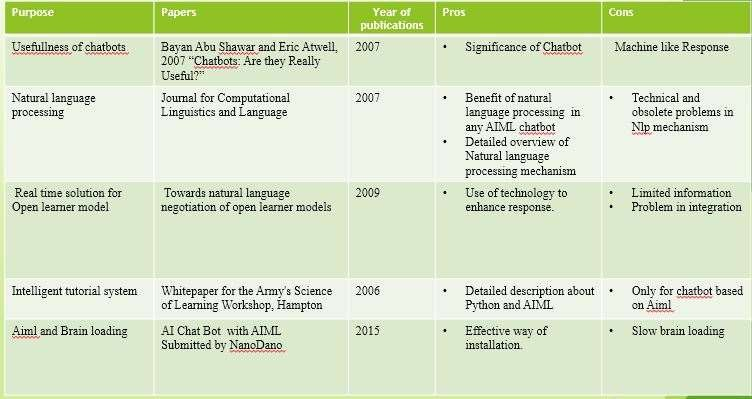 Purpose
Papers
Year of
publications
Pros
Cons
Usefullness of chatbots
Bayan Abu Shawar and Eric Atwell,
2007 “Chatbots: Are they Really
Useful?”
2007
• Significance of Chatbot
Machine like Response
Natural language
processing
Journal for Computational
Linguistics and Language
2007
• Benefit of natural
language processing in
any AIML chatbot
• Detailed overview of
Natural language
processing mechanism
• Technical and
obsolete problems in
Nlp mechanism
Real time solution for
Open learner model
Towards natural language
negotiation of open learner models
2009
• Use of technology to
enhance response.
• Limited information
• Problem in integration
Intelligent tutorial system
Whitepaper for the Army's Science
of Learning Workshop, Hampton
2006
• Detailed description about
Python and AIML
• Only for chatbot based
on Aiml
Aiml and Brain loading
AI Chat Bot with AIML
Submitted by NanoDano
2015
• Effective way of
installation.
• Slow brain loading